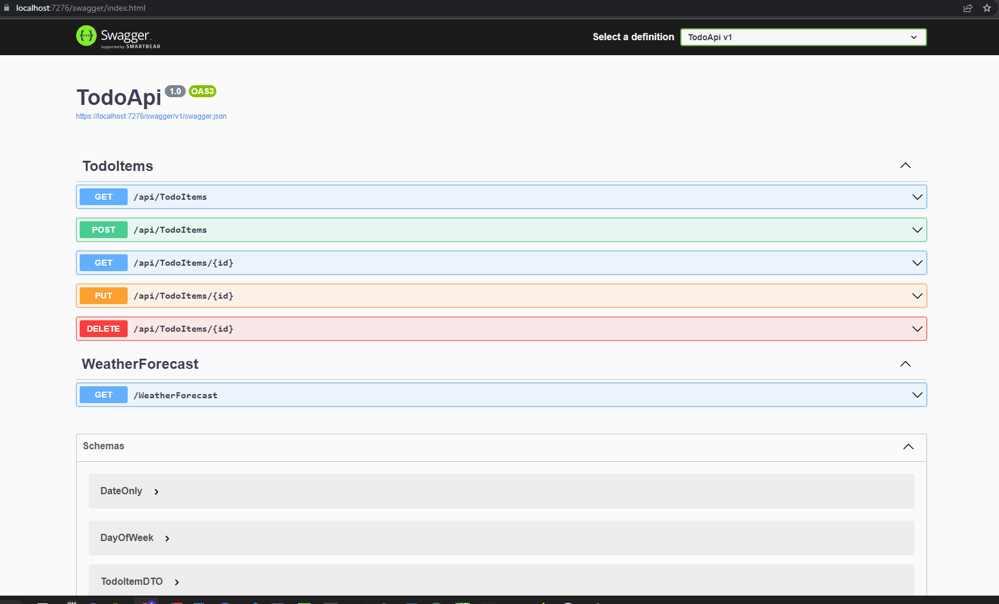 localhost:7276/swagger/index.html
{···} Swagger.
Supported by SMARTBEAR
Select a definition
TodoApi v1
TodoApi 1.0 OAS3
https://localhost:7276/swagger/v1/swagger.json
TodoItems
GET /api/TodoItems
POST /api/TodoItems
GET /api/TodoItems/{id}
PUT /api/TodoItems/{id}
DELETE /api/TodoItems/{id}
WeatherForecast
GET /WeatherForecast
Schemas
DateOnly
DayOfWeek
TodoItemDTO